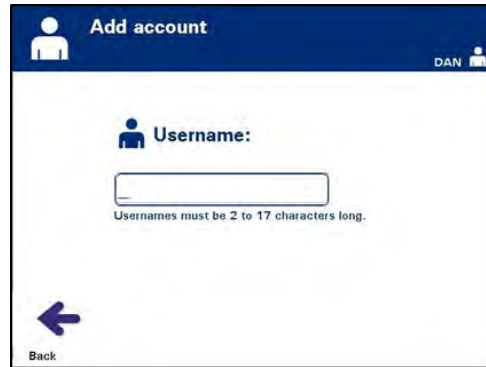 Add account
DAN
Username:
_
Usernames must be 2 to 17 characters long.
Back